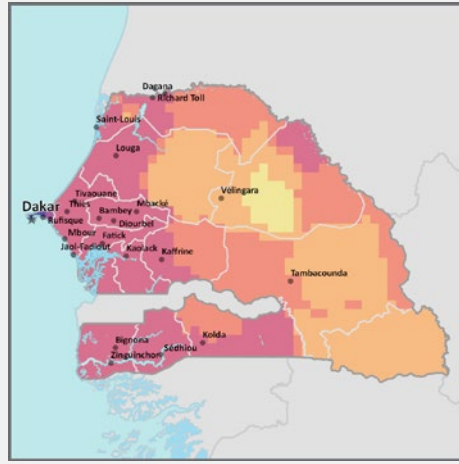 Dagana
Richard Toll
Saint-Louis
Louga
Vélingara
Tivaouane
Thiès
Mbacké
Dakar
Bambey
Rufisque
Diourbel
Mbour
Fatick
Joal-Fadiout
Kaolack
Kaffrine
Tambacounda
Kolda
Bignona
Sédhiou
Zinguinchor